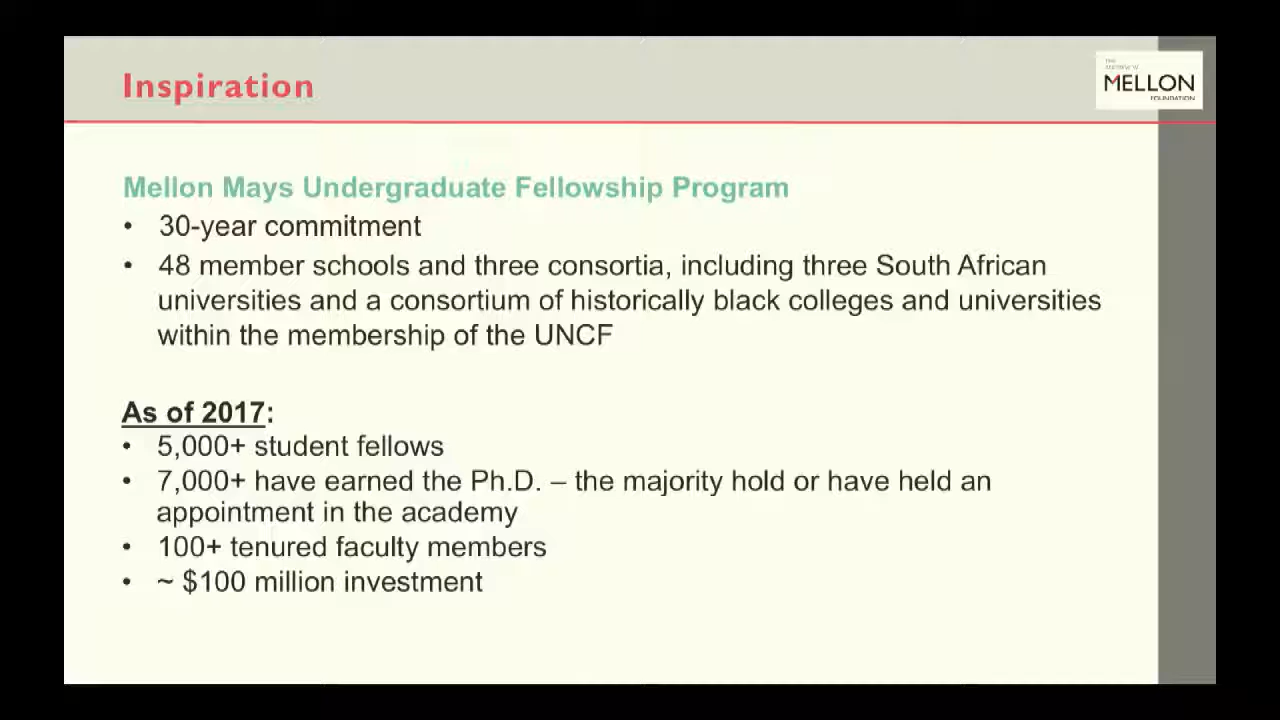 Inspiration
THE
ANDREW W.
MELLON
FOUNDATION
Mellon Mays Undergraduate Fellowship Program
• 30-year commitment
• 48 member schools and three consortia, including three South African
universities and a consortium of historically black colleges and universities
within the membership of the UNCF
As of 2017:
• 5,000+ student fellows
• 7,000+ have earned the Ph.D. – the majority hold or have held an
appointment in the academy
• 100+ tenured faculty members
• ~ $100 million investment